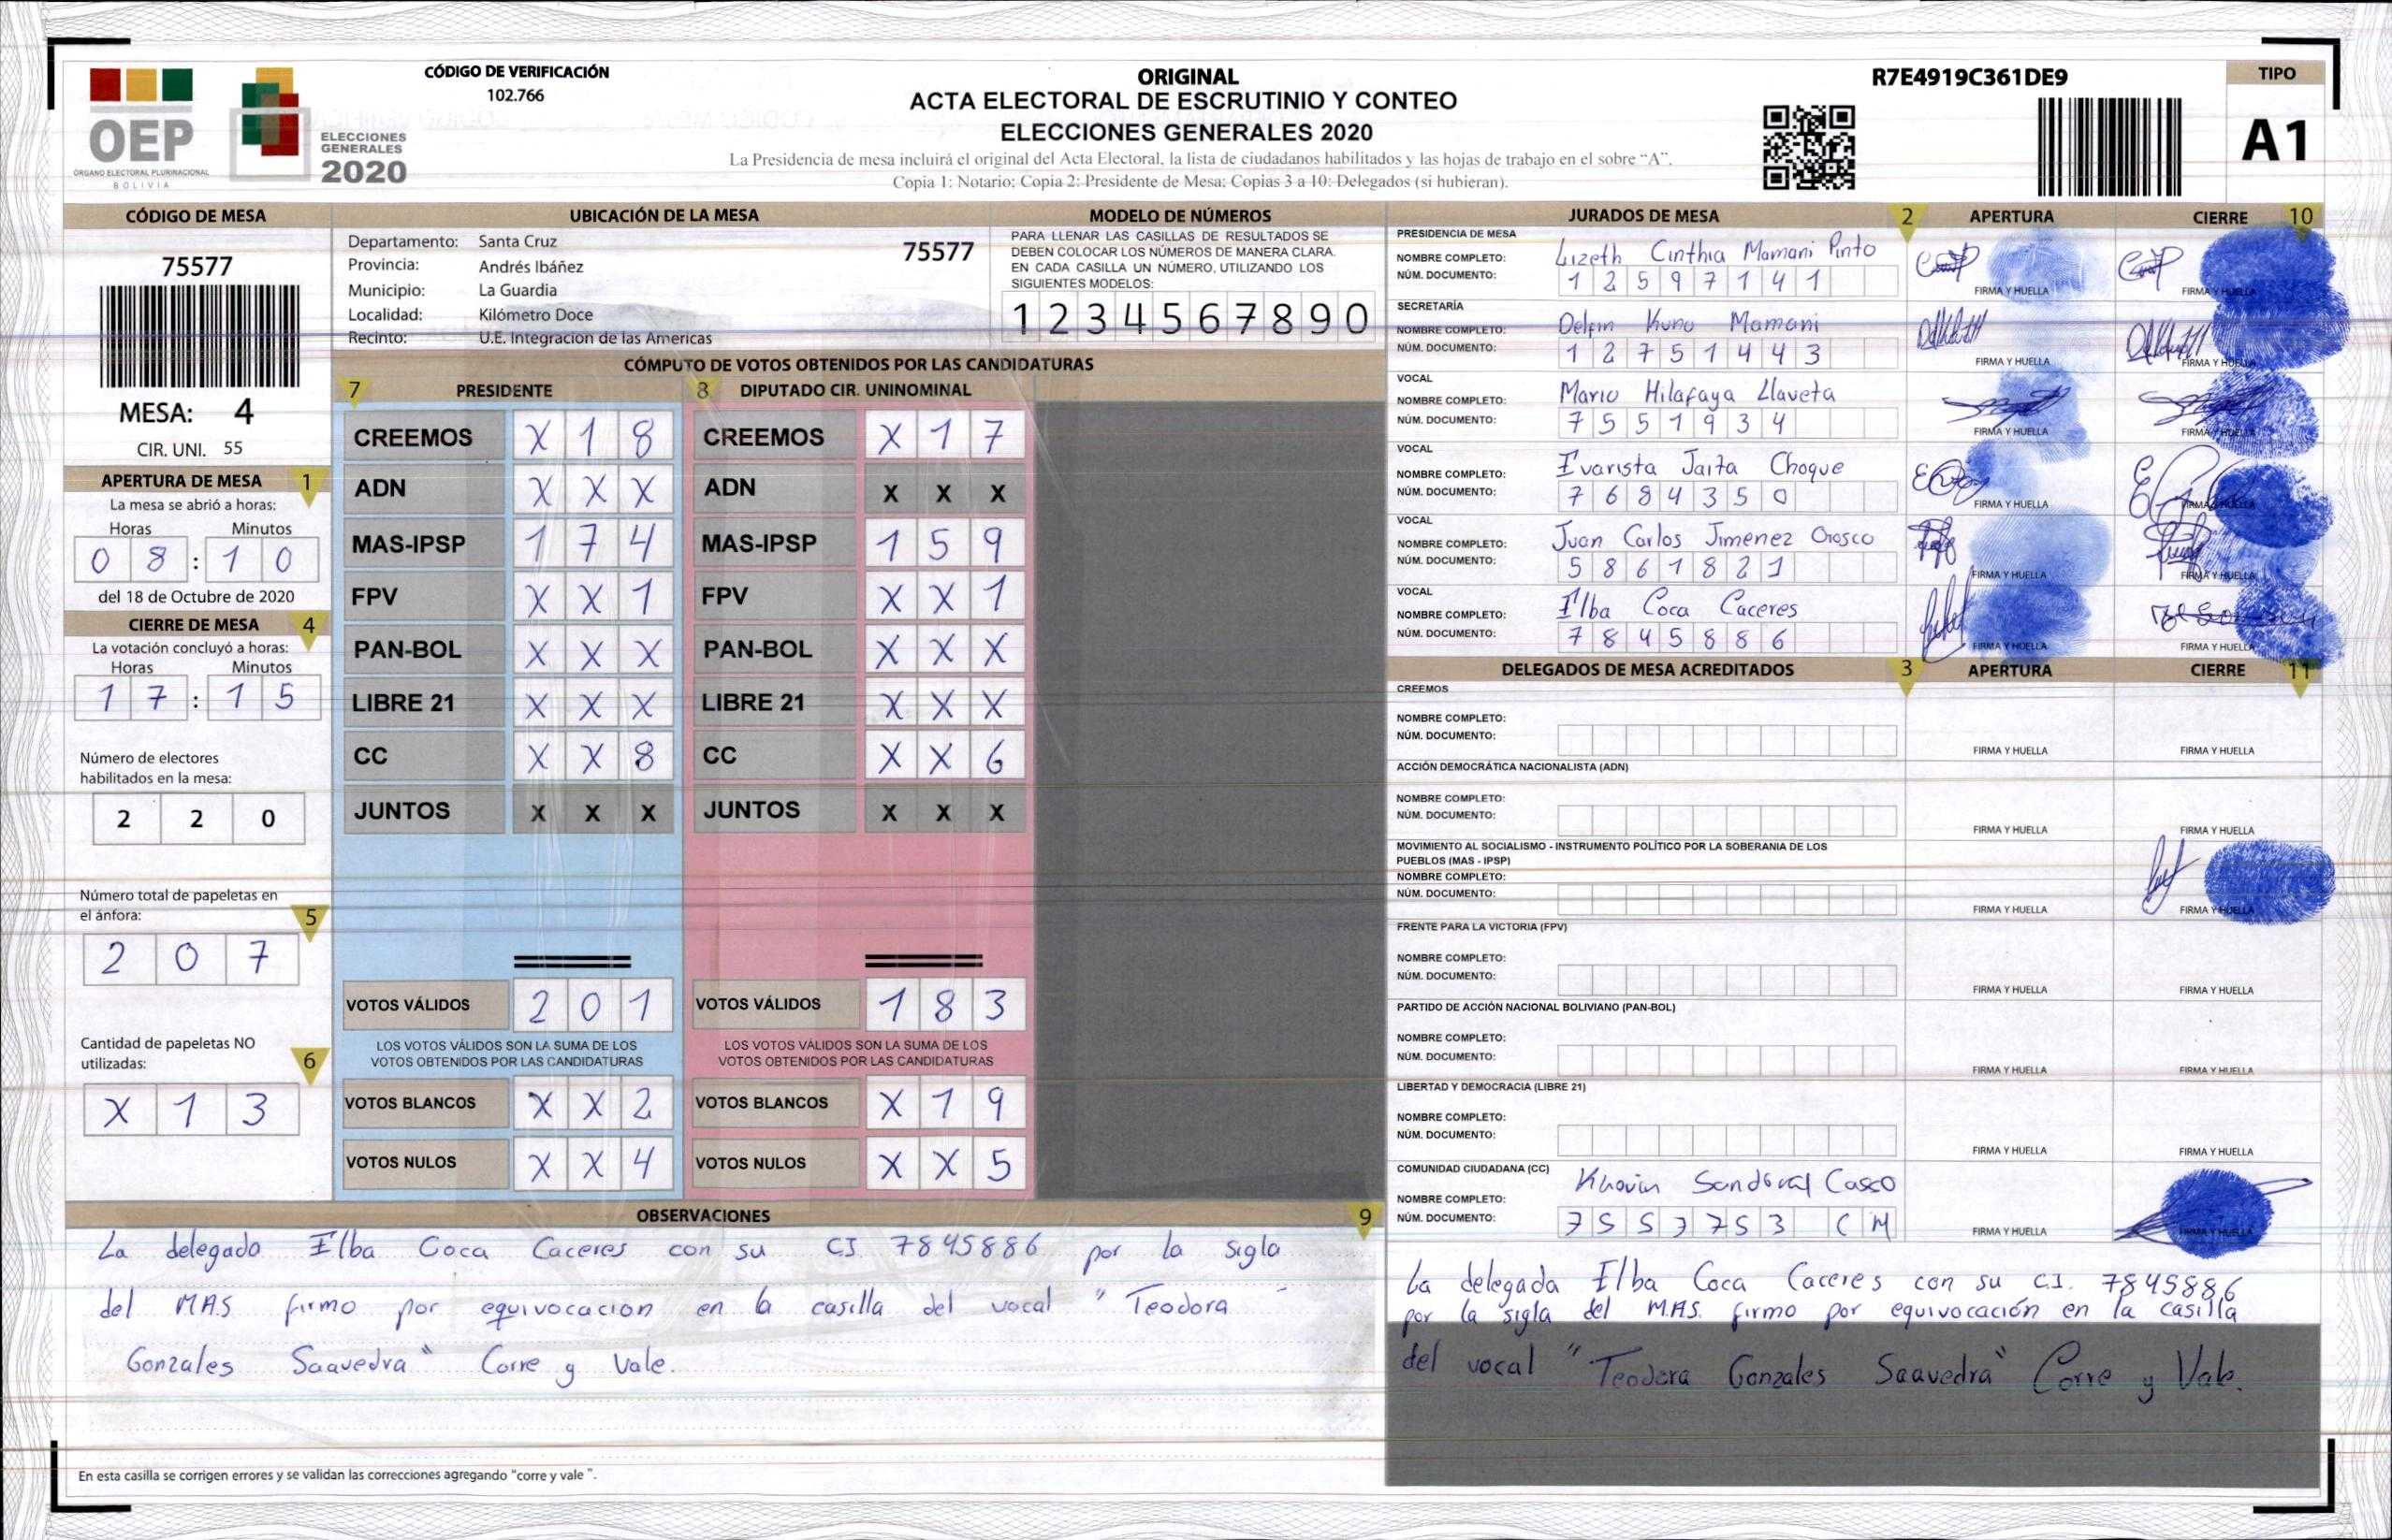 OEP
ÓRGANO ELECTORAL PLURINACIONAL
BOLIVIA
ELECCIONES
GENERALES
2020
CÓDIGO DE VERIFICACIÓN
102.766
ORIGINAL
ACTA ELECTORAL DE ESCRUTINIO Y CONTEO
ELECCIONES GENERALES 2020
La Presidencia de mesa incluirá el original del Acta Electoral, la lista de ciudadanos habilitados y las hojas de trabajo en el sobre "A".
Copia 1: Notario; Copia 2: Presidente de Mesa; Copias 3 a 10: Delegados (si hubieran).
R7E4919C361DE9
TIPO
A1
CÓDIGO DE MESA
75577
MESA: 4
CIR. UNI. 55
APERTURA DE MESA 1
La mesa se abrió a horas:
Horas Minutos
0 8 : 1 0
del 18 de Octubre de 2020
CIERRE DE MESA 4
La votación concluyó a horas:
Horas Minutos
1 7 : 1 5
Número de electores
habilitados en la mesa:
2 2 0
Número total de papeletas en
el ánfora: 5
2 0 7
Cantidad de papeletas NO
utilizadas: 6
X 1 3
UBICACIÓN DE LA MESA
Departamento: Santa Cruz 75577
Provincia: Andrés Ibáñez
Municipio: La Guardia
Localidad: Kilómetro Doce
Recinto: U.E. Integracion de las Americas
MODELO DE NÚMEROS
PARA LLENAR LAS CASILLAS DE RESULTADOS SE
DEBEN COLOCAR LOS NÚMEROS DE MANERA CLARA.
EN CADA CASILLA UN NÚMERO, UTILIZANDO LOS
SIGUIENTES MODELOS:
1 2 3 4 5 6 7 8 9 0
CÓMPUTO DE VOTOS OBTENIDOS POR LAS CANDIDATURAS
7 PRESIDENTE 8 DIPUTADO CIR. UNINOMINAL
CREEMOS X 1 8 CREEMOS X 1 7
ADN X X X ADN X X X
MAS-IPSP 1 7 4 MAS-IPSP 1 5 9
FPV X X 1 FPV X X 1
PAN-BOL X X X PAN-BOL X X X
LIBRE 21 X X X LIBRE 21 X X X
CC X X 8 CC X X 6
JUNTOS X X X JUNTOS X X X
VOTOS VÁLIDOS 2 0 1 VOTOS VÁLIDOS 1 8 3
LOS VOTOS VÁLIDOS SON LA SUMA DE LOS LOS VOTOS VÁLIDOS SON LA SUMA DE LOS
VOTOS OBTENIDOS POR LAS CANDIDATURAS VOTOS OBTENIDOS POR LAS CANDIDATURAS
VOTOS BLANCOS X X 2 VOTOS BLANCOS X 1 9
VOTOS NULOS X X 4 VOTOS NULOS X X 5
OBSERVACIONES 9
La delegada Elba Coca Caceres con su C.I. 7845886 por la sigla
del MAS firmo por equivocacion en la casilla del vocal "Teodora
Gonzales Saavedra" Corre y Vale.
En esta casilla se corrigen errores y se validan las correcciones agregando "corre y vale ".
JURADOS DE MESA 2 APERTURA CIERRE 10
PRESIDENCIA DE MESA
NOMBRE COMPLETO: Lizeth Cinthia Mamani Pinto
NÚM. DOCUMENTO: 1 2 5 9 7 1 4 1 FIRMA Y HUELLA FIRMA Y HUELLA
SECRETARÍA
NOMBRE COMPLETO: Delfin Kuno Mamani
NÚM. DOCUMENTO: 1 2 7 5 1 4 4 3 FIRMA Y HUELLA FIRMA Y HUELLA
VOCAL
NOMBRE COMPLETO: Mario Hilafaya Llaveta
NÚM. DOCUMENTO: 7 5 5 1 9 3 4 FIRMA Y HUELLA FIRMA Y HUELLA
VOCAL
NOMBRE COMPLETO: Evarista Jaita Choque
NÚM. DOCUMENTO: 7 6 8 4 3 5 0 FIRMA Y HUELLA FIRMA Y HUELLA
VOCAL
NOMBRE COMPLETO: Juan Carlos Jimenez Orosco
NÚM. DOCUMENTO: 5 8 6 1 8 2 1 FIRMA Y HUELLA FIRMA Y HUELLA
VOCAL
NOMBRE COMPLETO: Elba Coca Caceres
NÚM. DOCUMENTO: 7 8 4 5 8 8 6 FIRMA Y HUELLA FIRMA Y HUELLA
DELEGADOS DE MESA ACREDITADOS 3 APERTURA CIERRE 11
CREEMOS
NOMBRE COMPLETO:
NÚM. DOCUMENTO: FIRMA Y HUELLA FIRMA Y HUELLA
ACCIÓN DEMOCRÁTICA NACIONALISTA (ADN)
NOMBRE COMPLETO:
NÚM. DOCUMENTO: FIRMA Y HUELLA FIRMA Y HUELLA
MOVIMIENTO AL SOCIALISMO - INSTRUMENTO POLÍTICO POR LA SOBERANIA DE LOS
PUEBLOS (MAS - IPSP)
NOMBRE COMPLETO:
NÚM. DOCUMENTO: FIRMA Y HUELLA FIRMA Y HUELLA
FRENTE PARA LA VICTORIA (FPV)
NOMBRE COMPLETO:
NÚM. DOCUMENTO: FIRMA Y HUELLA FIRMA Y HUELLA
PARTIDO DE ACCIÓN NACIONAL BOLIVIANO (PAN-BOL)
NOMBRE COMPLETO:
NÚM. DOCUMENTO: FIRMA Y HUELLA FIRMA Y HUELLA
LIBERTAD Y DEMOCRACIA (LIBRE 21)
NOMBRE COMPLETO:
NÚM. DOCUMENTO: FIRMA Y HUELLA FIRMA Y HUELLA
COMUNIDAD CIUDADANA (CC)
NOMBRE COMPLETO: Khevin Sandoval Casco
NÚM. DOCUMENTO: 7 5 5 7 7 5 3 C M FIRMA Y HUELLA FIRMA Y HUELLA
La delegada Elba Coca Caceres con su C.I. 7845886
por la sigla del M.A.S. firmo por equivocación en la casilla
del vocal "Teodora Gonzales Saavedra" Corre y Vale.